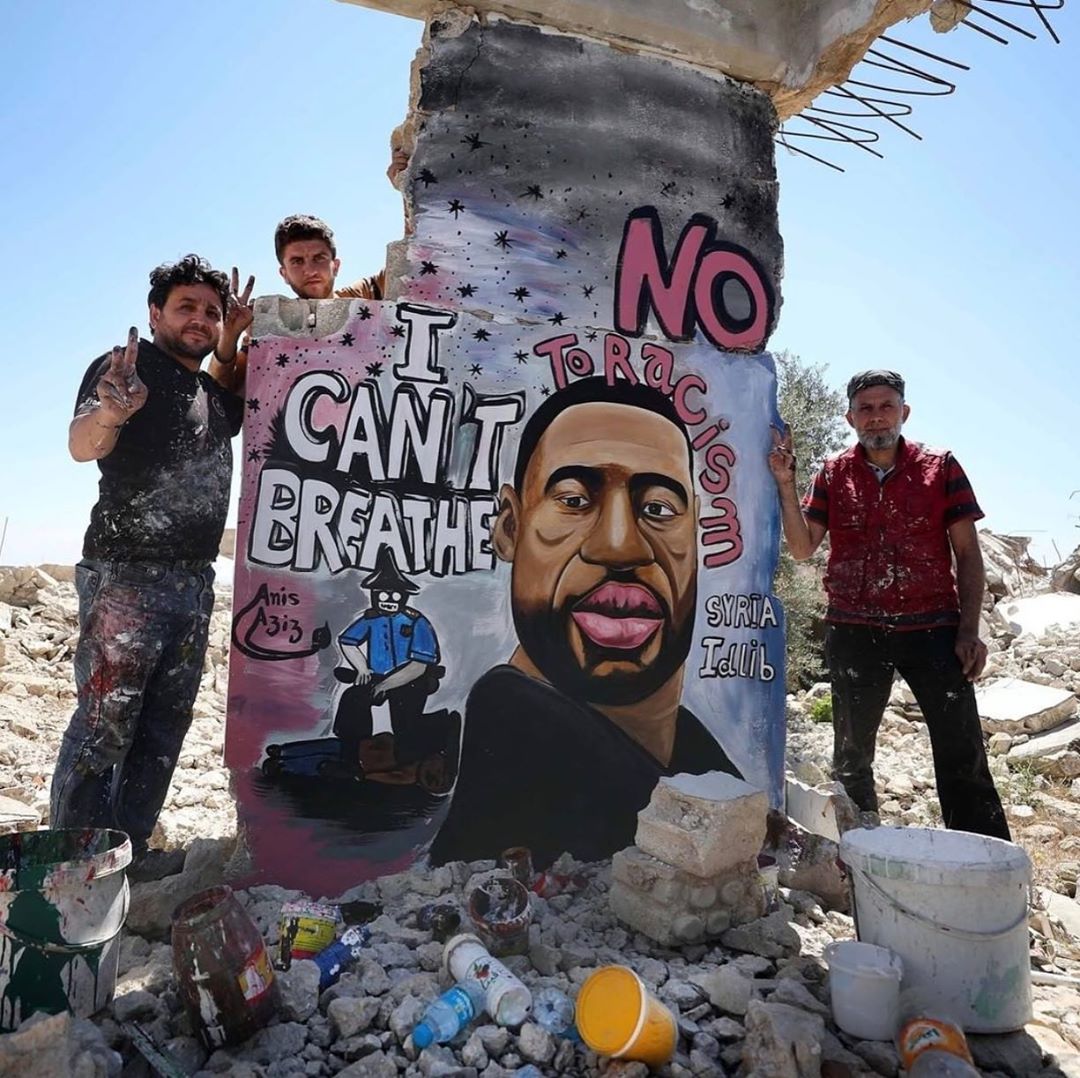 NO
To Racism
I
CAN'T
BREATHE
Anis
Aziz
SYRIA
Idlib